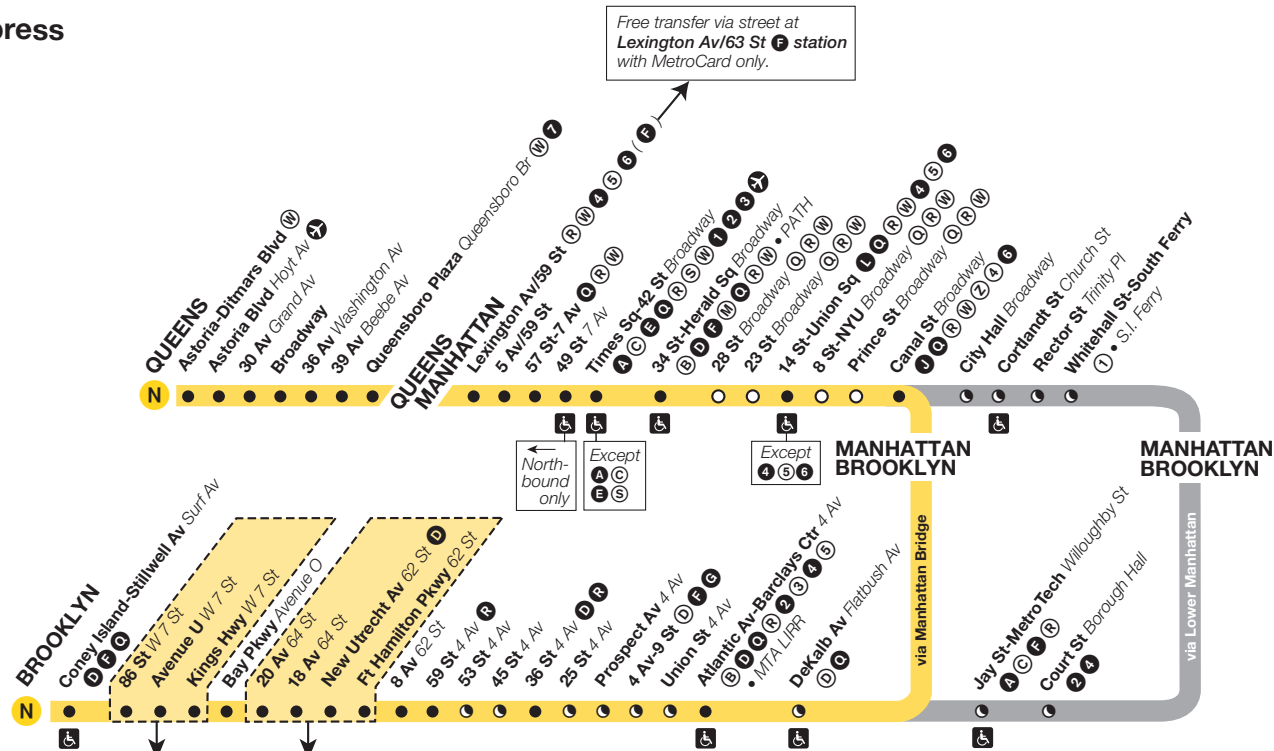 press
Free transfer via street at
Lexington Av/63 St F station
with MetroCard only.
QUEENS
Astoria-Ditmars Blvd W
Astoria Blvd Hoyt Av
30 Av Grand Av
Broadway
36 Av Washington Av
39 Av Beebe Av
Queensboro Plaza Queensboro Br W 7
QUEENS
MANHATTAN
Lexington Av/59 St R W 4 5 6 (F)
5 Av/59 St
57 St-7 Av Q R W
49 St 7 Av
Times Sq-42 St Broadway
A C E Q R S W 1 2 3
34 St-Herald Sq Broadway
B D F M Q R W • PATH
28 St Broadway Q R W
23 St Broadway Q R W
14 St-Union Sq L Q R W 4 5 6
8 St-NYU Broadway Q R W
Prince St Broadway Q R W
Canal St Broadway
J Q R W Z 4 6
City Hall Broadway
Cortlandt St Church St
Rector St Trinity Pl
Whitehall St-South Ferry
1 • S.I. Ferry
N
North-
bound
only
Except
A C
E S
Except
4 5 6
MANHATTAN
BROOKLYN
MANHATTAN
BROOKLYN
via Manhattan Bridge
via Lower Manhattan
BROOKLYN
Coney Island-Stillwell Av Surf Av
D F Q
86 St W 7 St
Avenue U W 7 St
Kings Hwy W 7 St
Bay Pkwy Avenue O
20 Av 64 St
18 Av 64 St
New Utrecht Av 62 St D
Ft Hamilton Pkwy 62 St
8 Av 62 St
59 St 4 Av R
53 St 4 Av
45 St 4 Av
36 St 4 Av D R
25 St 4 Av
Prospect Av 4 Av
4 Av-9 St D F G
Union St 4 Av
Atlantic Av-Barclays Ctr 4 Av
B D Q R 2 3 4 5
• MTA LIRR
DeKalb Av Flatbush Av
D Q
Jay St-MetroTech Willoughby St
A C F R
Court St Borough Hall
2 4
N